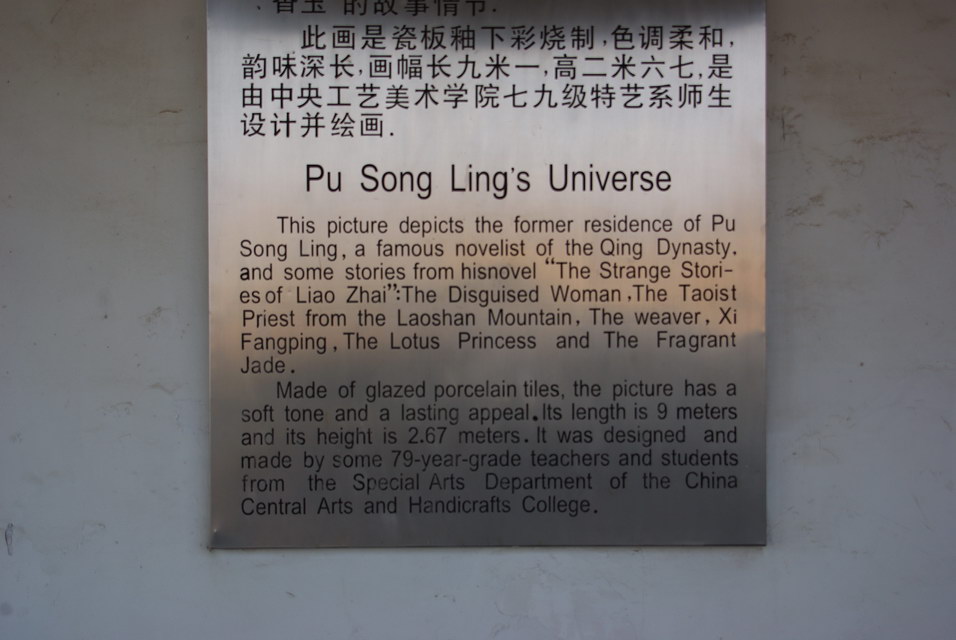 香玉"的故事情节.
此画是瓷板釉下彩烧制,色调柔和,
韵味深长,画幅长九米一,高二米六七,是
由中央工艺美术学院七九级特艺系师生
设计并绘画.
Pu Song Ling's Universe
This picture depicts the former residence of Pu
Song Ling, a famous novelist of the Qing Dynasty.
and some stories from hisnovel "The Strange Stori-
es of Liao Zhai":The Disguised Woman ,The Taoist
Priest from the Laoshan Mountain, The weaver, Xi
Fangping ,The Lotus Princess and The Fragrant
Jade.
Made of glazed porcelain tiles, the picture has a
soft tone and a lasting appeal.Its length is 9 meters
and its height is 2.67 meters. It was designed and
made by some 79-year-grade teachers and students
from the Special Arts Department of the China
Central Arts and Handicrafts College.